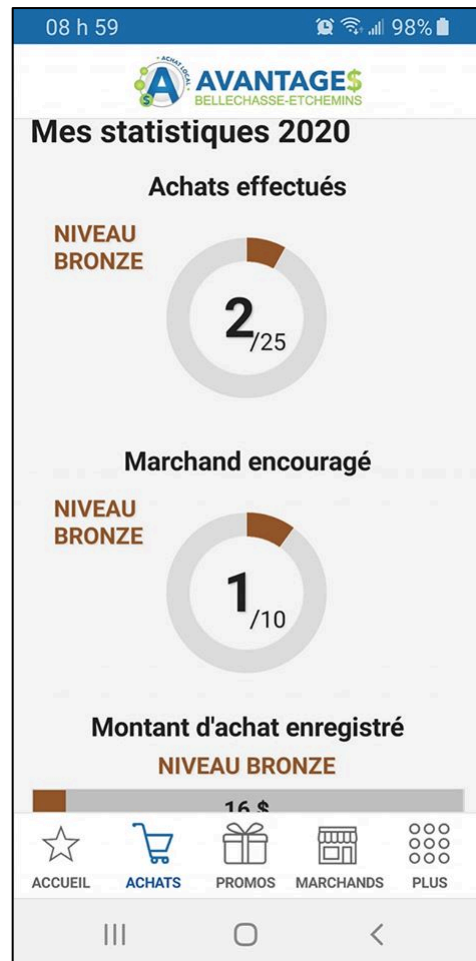 08 h 59
98%
• ACHAT LOCAL •
AVANTAGE$
BELLECHASSE-ETCHEMINS
Mes statistiques 2020
Achats effectués
NIVEAU
BRONZE
2/25
Marchand encouragé
NIVEAU
BRONZE
1/10
Montant d'achat enregistré
NIVEAU BRONZE
16 $
ACCUEIL ACHATS PROMOS MARCHANDS PLUS